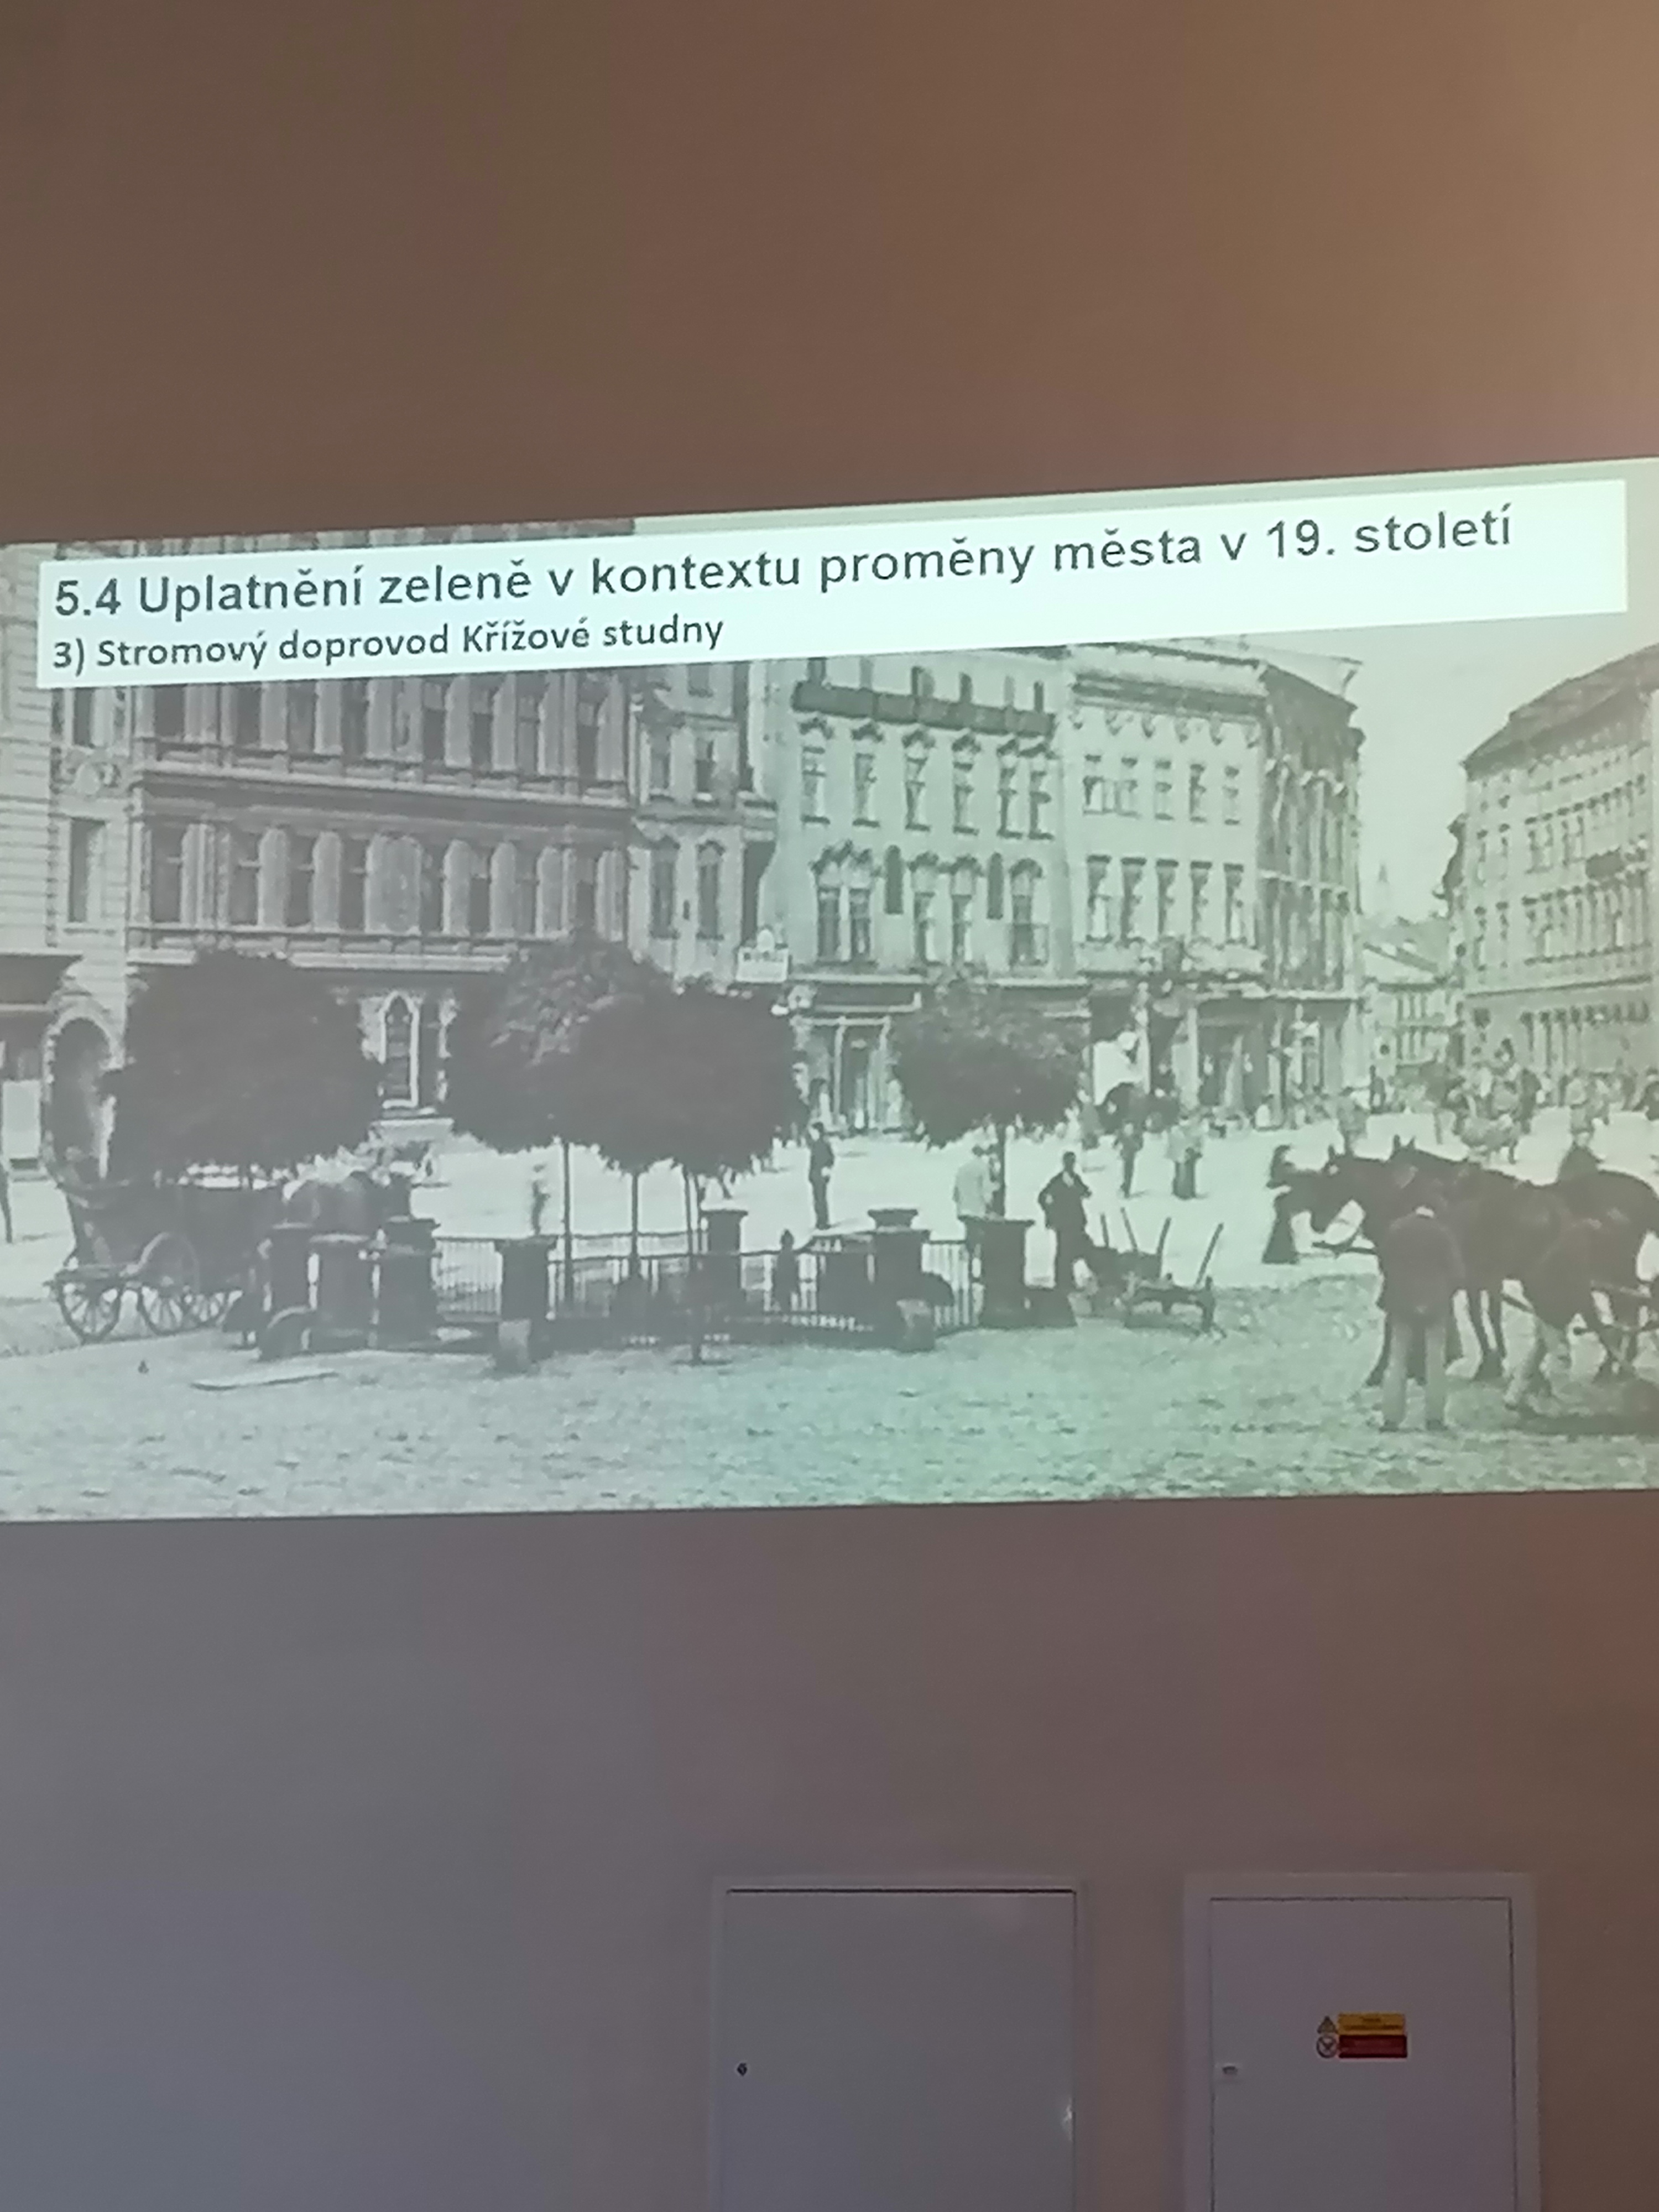 5.4 Uplatnění zeleně v kontextu proměny města v 19. století
3) Stromový doprovod Křížové studny